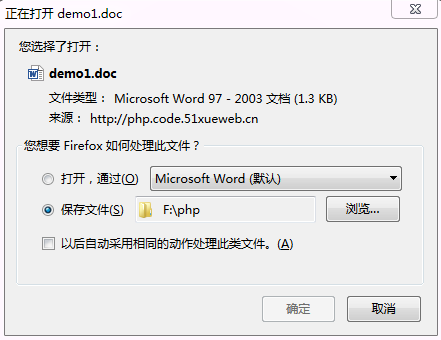 正在打开 demo1.doc
您选择了打开：
demo1.doc
文件类型： Microsoft Word 97 - 2003 文档 (1.3 KB)
来源： http://php.code.51xueweb.cn
您想要 Firefox 如何处理此文件？
打开，通过(O) Microsoft Word (默认)
保存文件(S) F:\php 浏览...
以后自动采用相同的动作处理此类文件。(A)
确定 取消